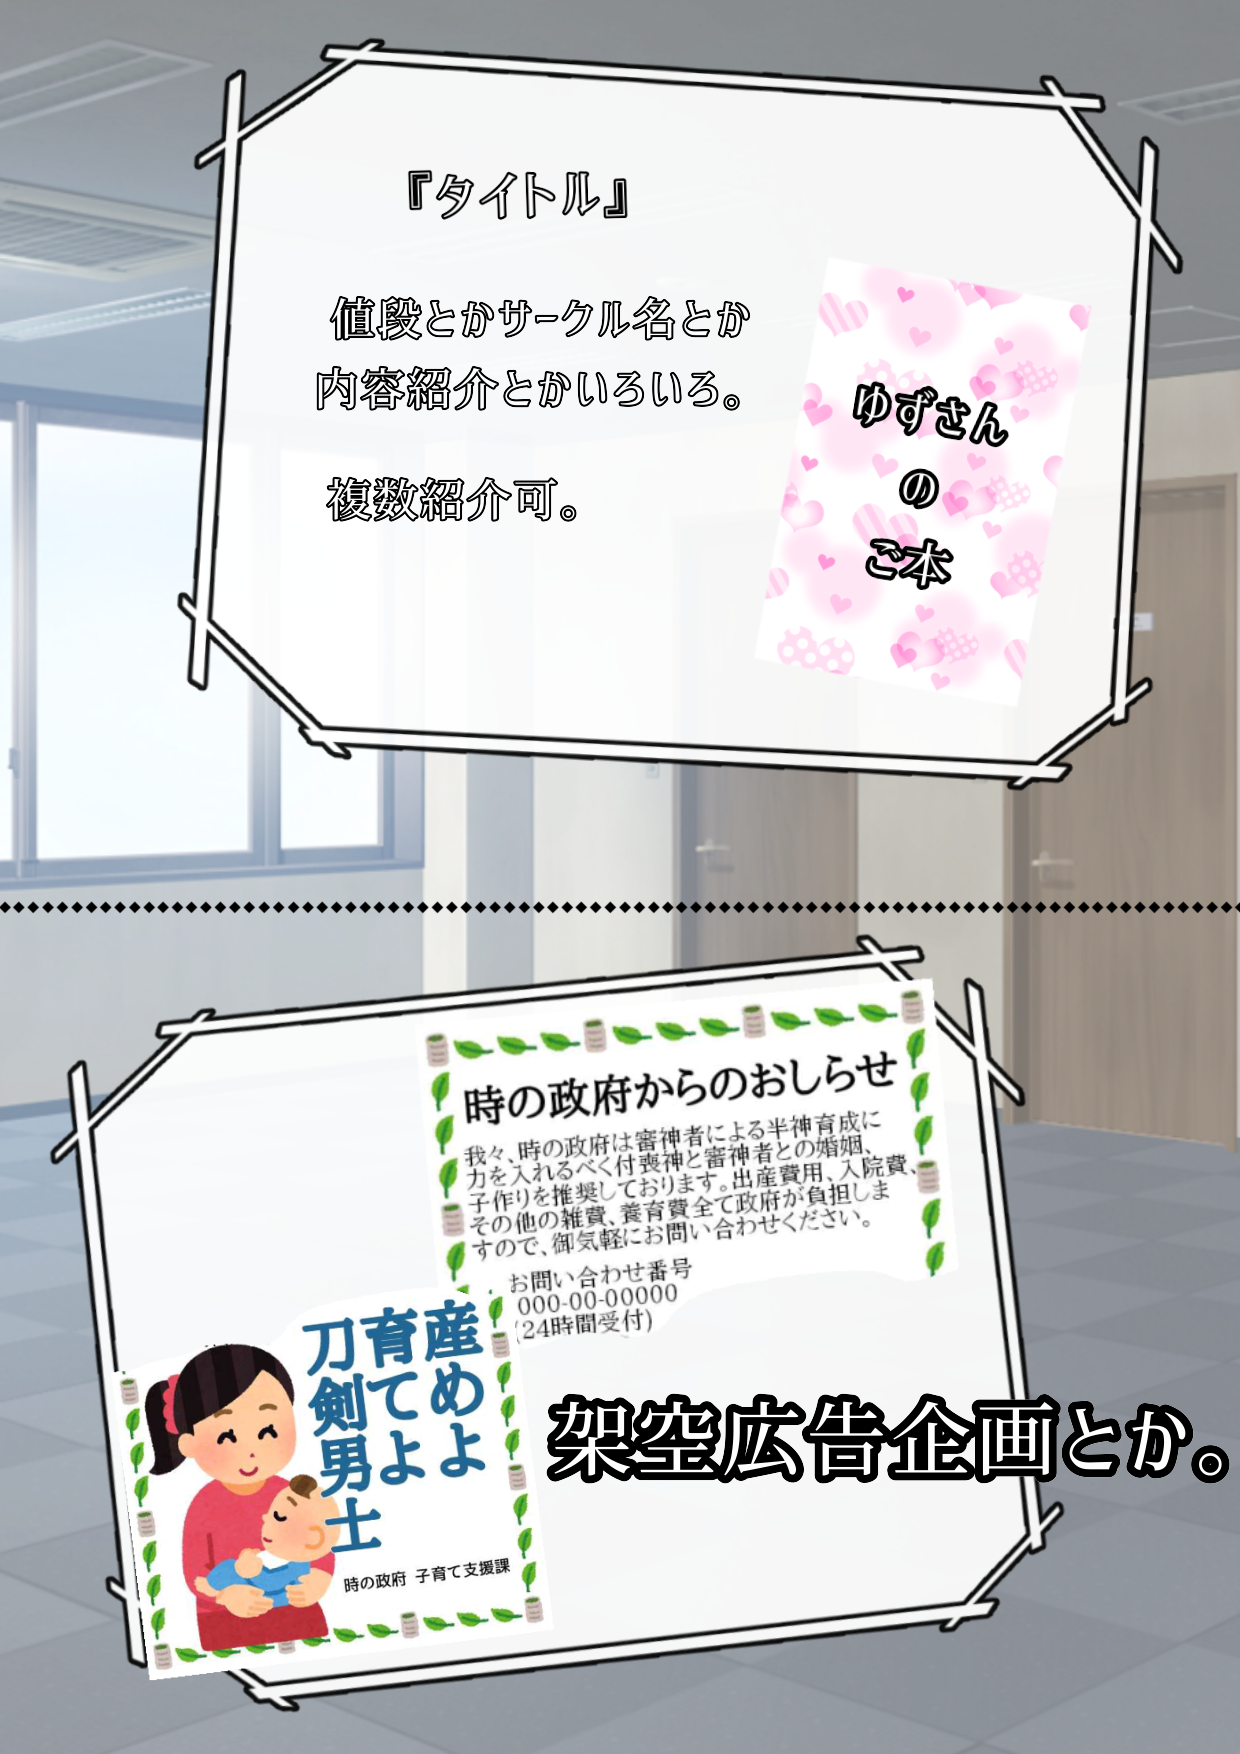 『タイトル』
値段とかサークル名とか
内容紹介とかいろいろ。
複数紹介可。
ゆずさん
の
ご本
時の政府からのおしらせ
我々、時の政府は審神者による半神育成に
力を入れるべく付喪神と審神者との婚姻、
子作りを推奨しております。出産費用、入院費、
その他の雑費、養育費全て政府が負担しま
すので、御気軽にお問い合わせください。
お問い合わせ番号
000-00-00000
(24時間受付)
産めよ
育てよ
刀剣男士
時の政府 子育て支援課
架空広告企画とか。